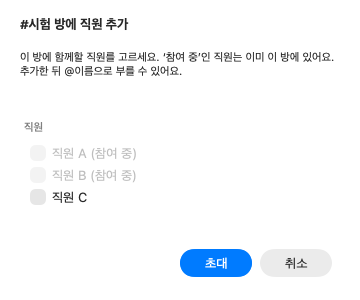 #시험 방에 직원 추가
이 방에 함께할 직원를 고르세요. ‘참여 중’인 직원는 이미 이 방에 있어요.
추가한 뒤 @이름으로 부를 수 있어요.
직원
직원 A (참여 중)
직원 B (참여 중)
직원 C
초대
취소